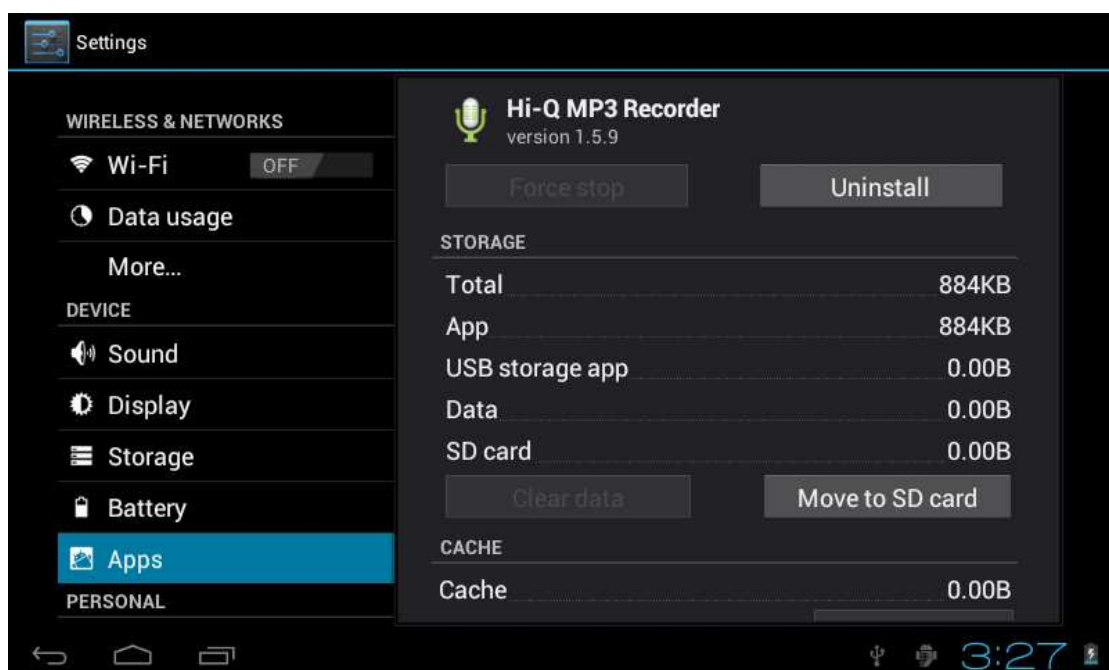 Settings
WIRELESS & NETWORKS
Wi-Fi OFF
Data usage
More...
DEVICE
Sound
Display
Storage
Battery
Apps
PERSONAL
Hi-Q MP3 Recorder
version 1.5.9
Force stop Uninstall
STORAGE
Total 884KB
App 884KB
USB storage app 0.00B
Data 0.00B
SD card 0.00B
Clear data Move to SD card
CACHE
Cache 0.00B
3:27